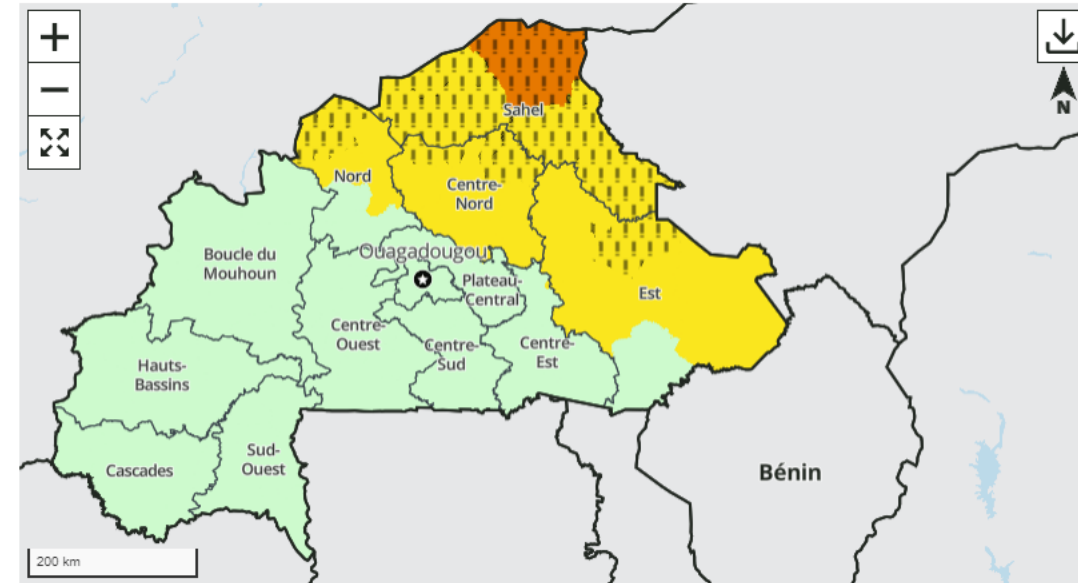 +
N
−
Sahel
Nord
Centre-
Nord
Boucle du
Mouhoun
Ouagadougou
Plateau-
Central
Est
Centre-
Ouest
Centre-
Sud
Centre-
Est
Hauts-
Bassins
Sud-
Ouest
Cascades
Bénin
200 km